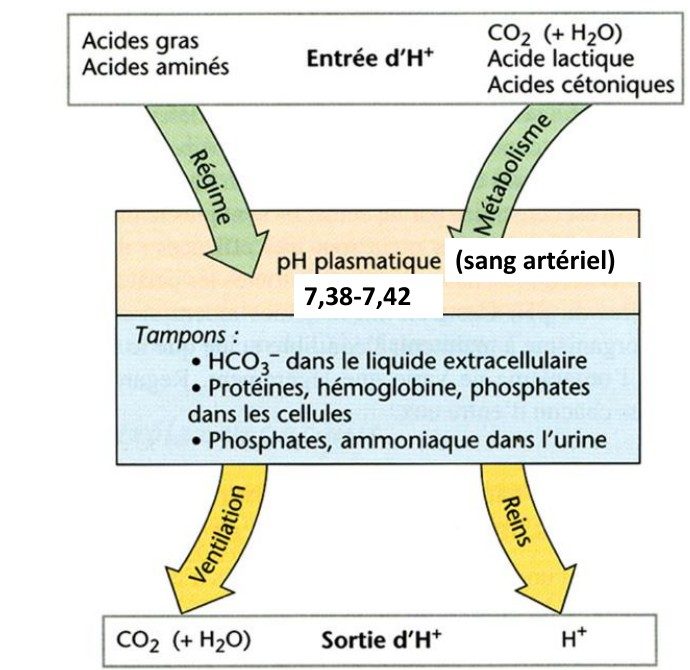 Acides gras
Acides aminés
Entrée d'H⁺
CO₂ (+ H₂O)
Acide lactique
Acides cétoniques
Régime
Métabolisme
pH plasmatique (sang artériel)
7,38-7,42
Tampons :
• HCO₃⁻ dans le liquide extracellulaire
• Protéines, hémoglobine, phosphates
dans les cellules
• Phosphates, ammoniaque dans l'urine
Ventilation
Reins
CO₂ (+ H₂O)
Sortie d'H⁺
H⁺